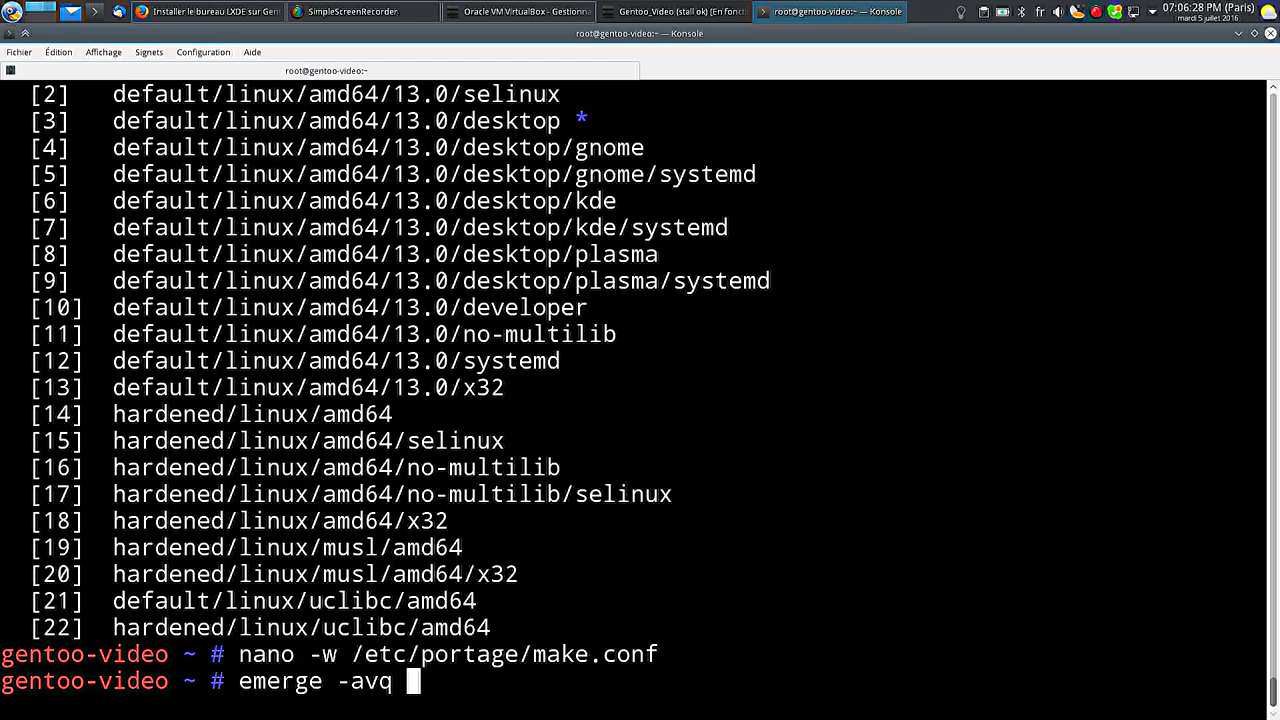 Installer le bureau LXDE sur Gen
SimpleScreenRecorder
Oracle VM VirtualBox - Gestionn
Gentoo_Video (stall ok) [En fonct
root@gentoo-video:~ — Konsole
fr
07:06:28 PM (Paris)
mardi 5 juillet 2016
root@gentoo-video:~ — Konsole
Fichier Édition Affichage Signets Configuration Aide
root@gentoo-video:~
[2] default/linux/amd64/13.0/selinux
[3] default/linux/amd64/13.0/desktop *
[4] default/linux/amd64/13.0/desktop/gnome
[5] default/linux/amd64/13.0/desktop/gnome/systemd
[6] default/linux/amd64/13.0/desktop/kde
[7] default/linux/amd64/13.0/desktop/kde/systemd
[8] default/linux/amd64/13.0/desktop/plasma
[9] default/linux/amd64/13.0/desktop/plasma/systemd
[10] default/linux/amd64/13.0/developer
[11] default/linux/amd64/13.0/no-multilib
[12] default/linux/amd64/13.0/systemd
[13] default/linux/amd64/13.0/x32
[14] hardened/linux/amd64
[15] hardened/linux/amd64/selinux
[16] hardened/linux/amd64/no-multilib
[17] hardened/linux/amd64/no-multilib/selinux
[18] hardened/linux/amd64/x32
[19] hardened/linux/musl/amd64
[20] hardened/linux/musl/amd64/x32
[21] default/linux/uclibc/amd64
[22] hardened/linux/uclibc/amd64
gentoo-video ~ # nano -w /etc/portage/make.conf
gentoo-video ~ # emerge -avq